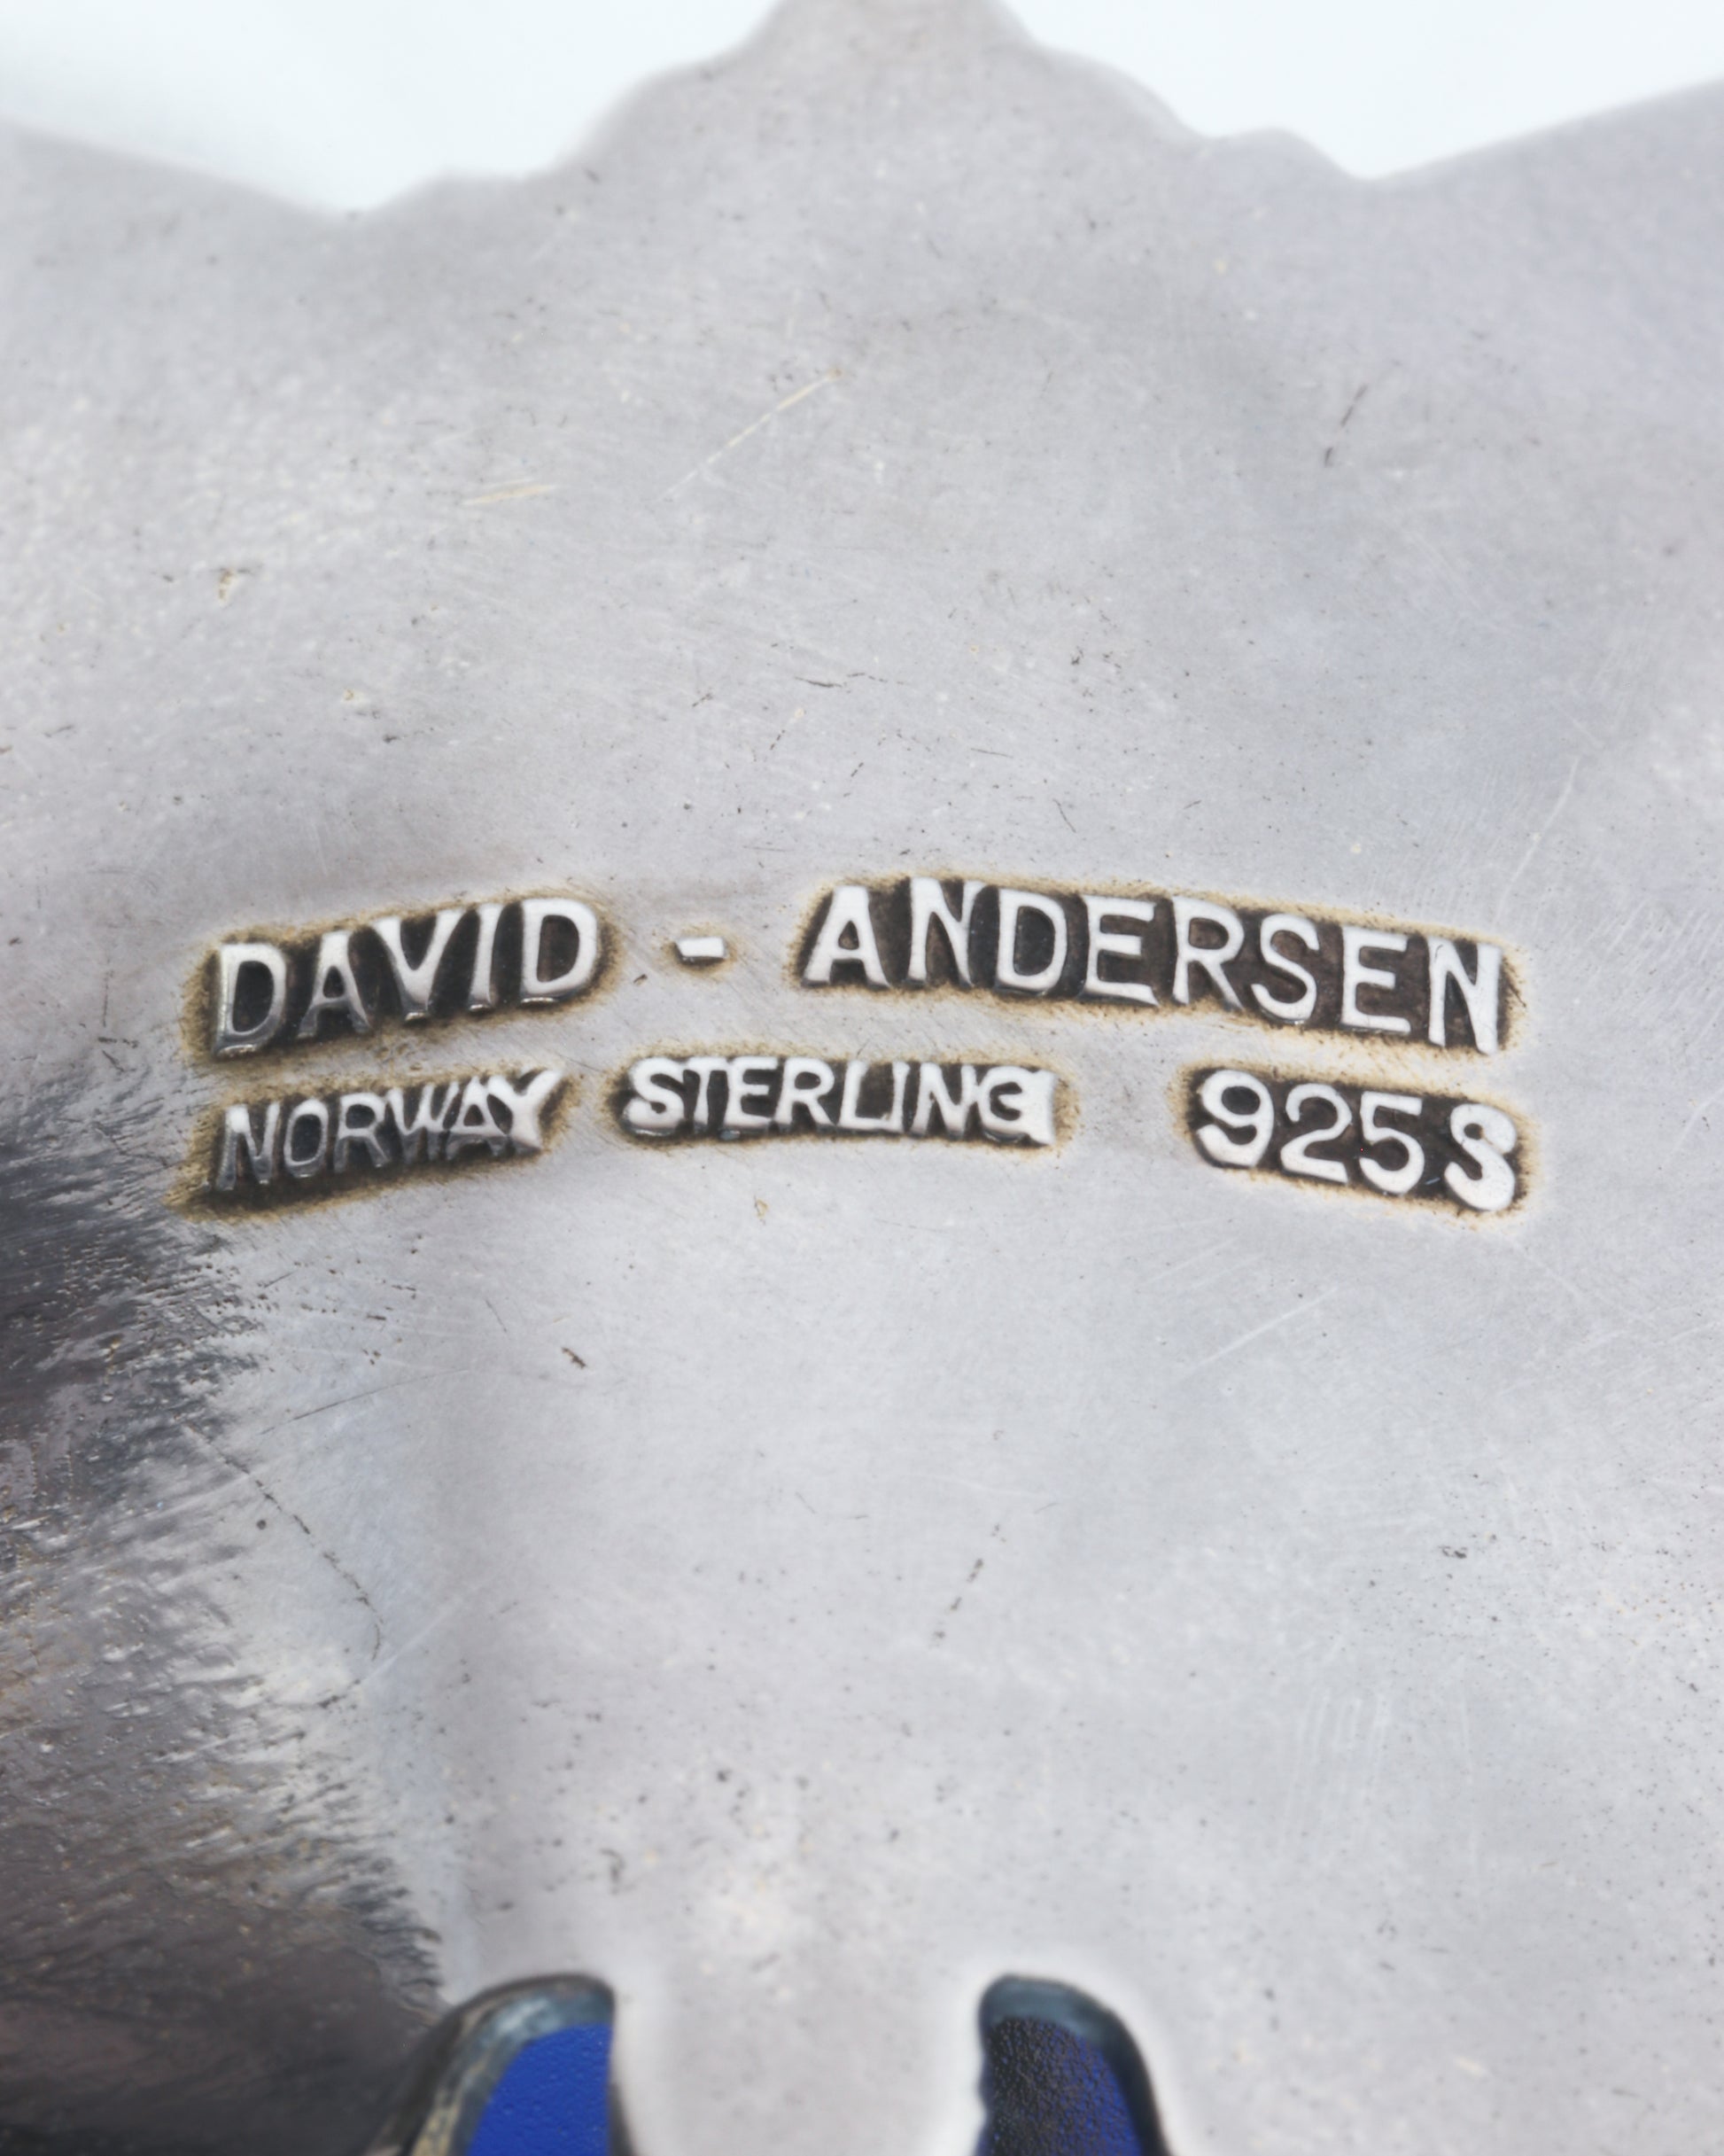 DAVID - ANDERSEN
NORWAY STERLING 925S